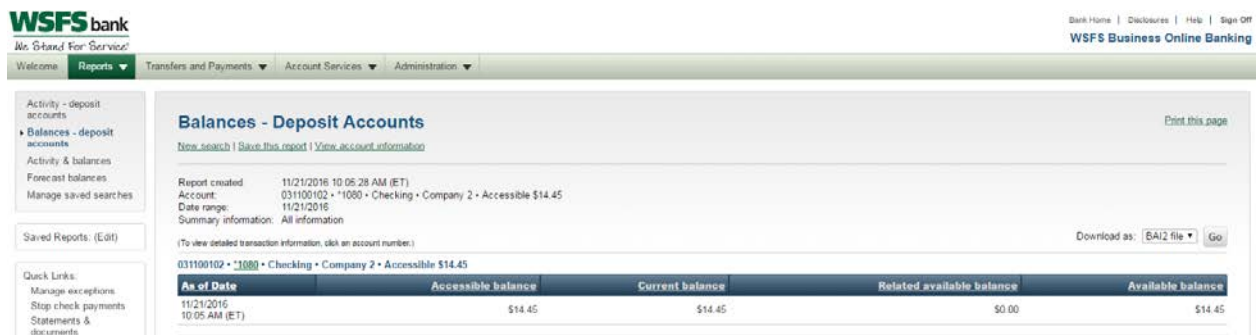 WSFS bank
We Stand For Service!
Bank Home | Disclosures | Help | Sign Off
WSFS Business Online Banking
Welcome Reports ▼ Transfers and Payments ▼ Account Services ▼ Administration ▼
Activity - deposit
accounts
Balances - deposit
accounts
Activity & balances
Forecast balances
Manage saved searches
Saved Reports: (Edit)
Quick Links:
Manage exceptions
Stop check payments
Statements &
documents
Balances - Deposit Accounts
Print this page
New search | Save this report | View account information
Report created 11/21/2016 10:05:28 AM (ET)
Account: 031100102 • *1080 • Checking • Company 2 • Accessible $14.45
Date range: 11/21/2016
Summary information: All information
(To view detailed transaction information, click an account number.)
Download as: BAI2 file ▼ Go
031100102 • *1080 • Checking • Company 2 • Accessible $14.45
As of Date Accessible balance Current balance Related available balance Available balance
11/21/2016
10:05 AM (ET) $14.45 $14.45 $0.00 $14.45